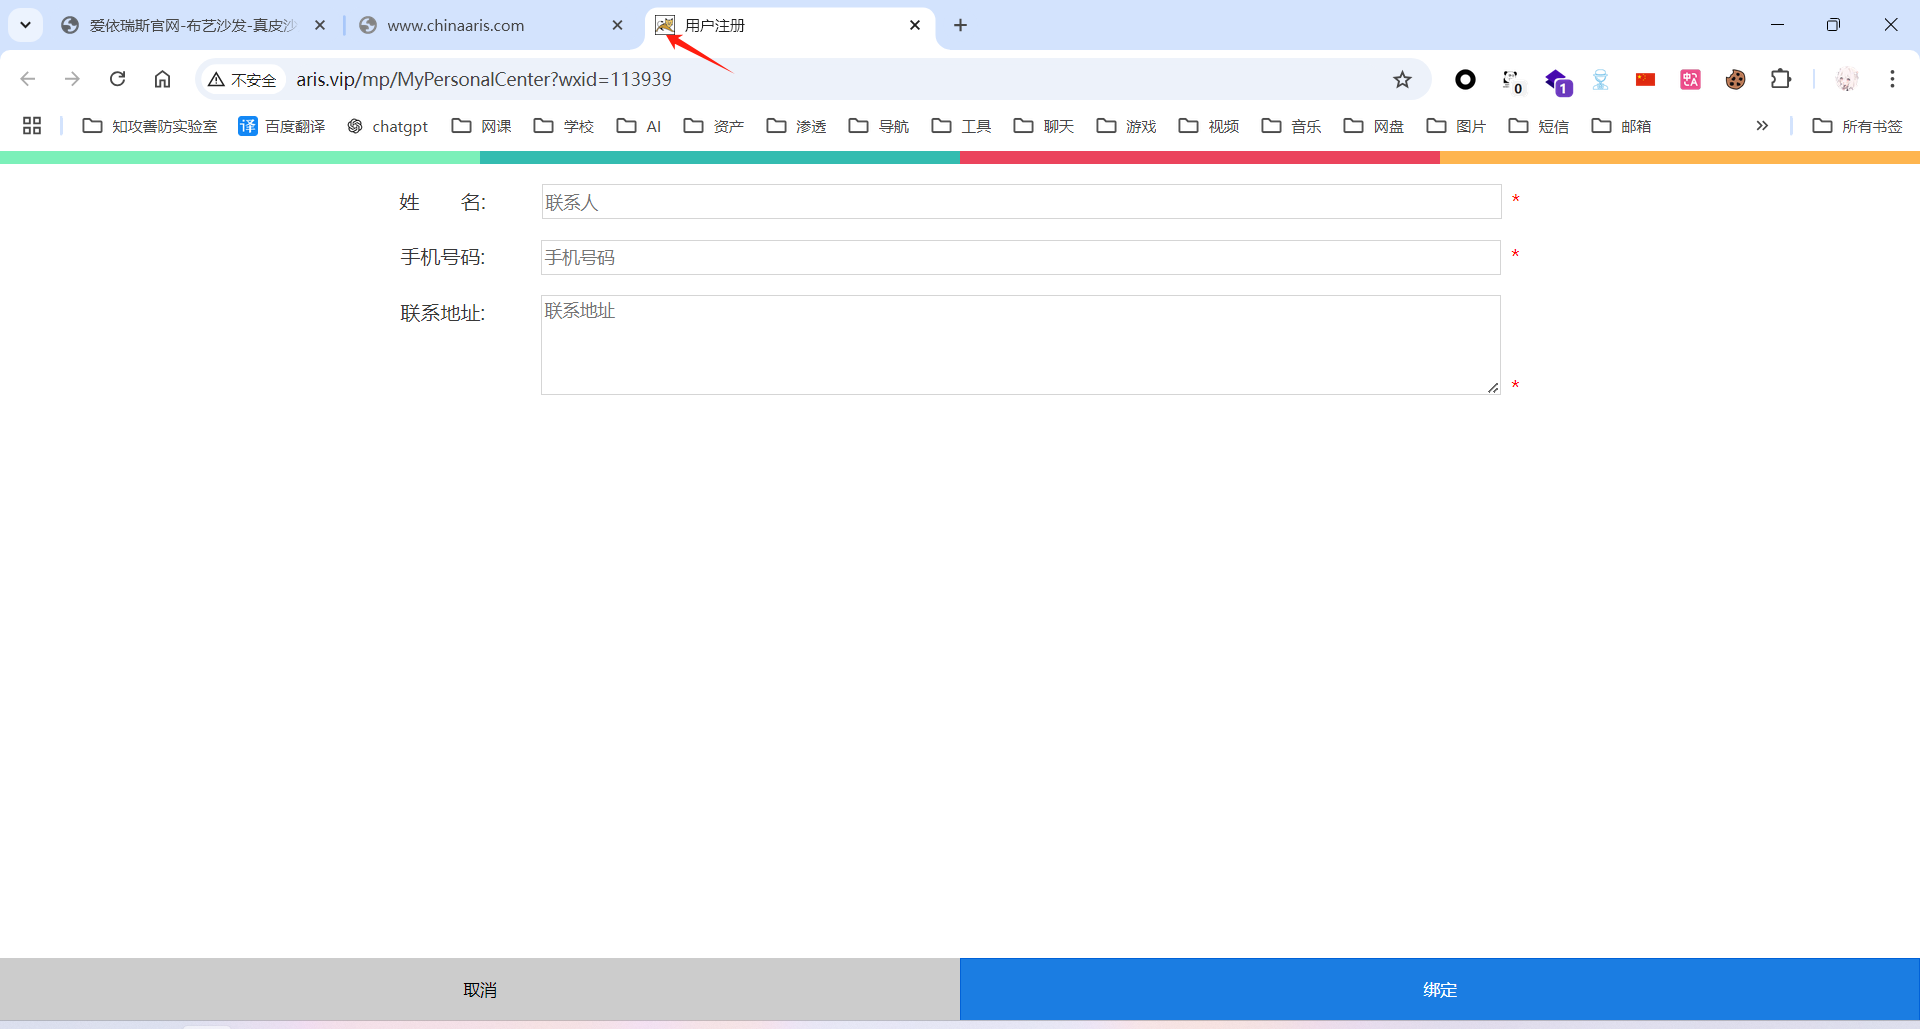 爱依瑞斯官网-布艺沙发-真皮沙
www.chinaaris.com
用户注册
不安全
aris.vip/mp/MyPersonalCenter?wxid=113939
0
1
知攻善防实验室
译 百度翻译
chatgpt
网课
学校
AI
资产
渗透
导航
工具
聊天
游戏
视频
音乐
网盘
图片
短信
邮箱
所有书签
姓 名: 联系人 *
手机号码: 手机号码 *
联系地址: 联系地址 *
取消
绑定